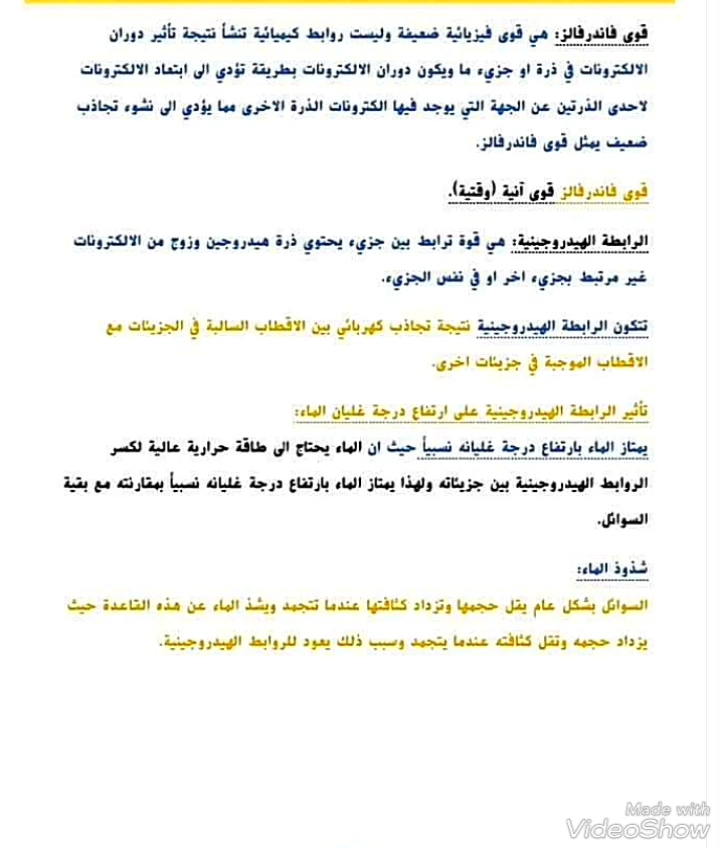 قوى فاندرفالز: هي قوى فيزيائية ضعيفة وليست روابط كيميائية تنشأ نتيجة تأثير دوران
الالكترونات في ذرة او جزيء ما ويكون دوران الالكترونات بطريقة تؤدي الى ابتعاد الالكترونات
لاحدى الذرتين عن الجهة التي يوجد فيها الكترونات الذرة الاخرى مما يؤدي الى نشوء تجاذب
ضعيف يمثل قوى فاندرفالز.
قوى فاندرفالز قوى آنية (وقتية).
الرابطة الهيدروجينية: هي قوة ترابط بين جزيء يحتوي ذرة هيدروجين وزوج من الالكترونات
غير مرتبط بجزيء اخر او في نفس الجزيء.
تتكون الرابطة الهيدروجينية نتيجة تجاذب كهربائي بين الاقطاب السالبة في الجزيئات مع
الاقطاب الموجبة في جزيئات اخرى.
تأثير الرابطة الهيدروجينية على ارتفاع درجة غليان الماء:
يمتاز الماء بارتفاع درجة غليانه نسبياً حيث ان الماء يحتاج الى طاقة حرارية عالية لكسر
الروابط الهيدروجينية بين جزيئاته ولهذا يمتاز الماء بارتفاع درجة غليانه نسبياً بمقارنته مع بقية
السوائل.
شذوذ الماء:
السوائل بشكل عام يقل حجمها وتزداد كثافتها عندما تتجمد ويشذ الماء عن هذه القاعدة حيث
يزداد حجمه وتقل كثافته عندما يتجمد وسبب ذلك يعود للروابط الهيدروجينية.
Made with
VideoShow